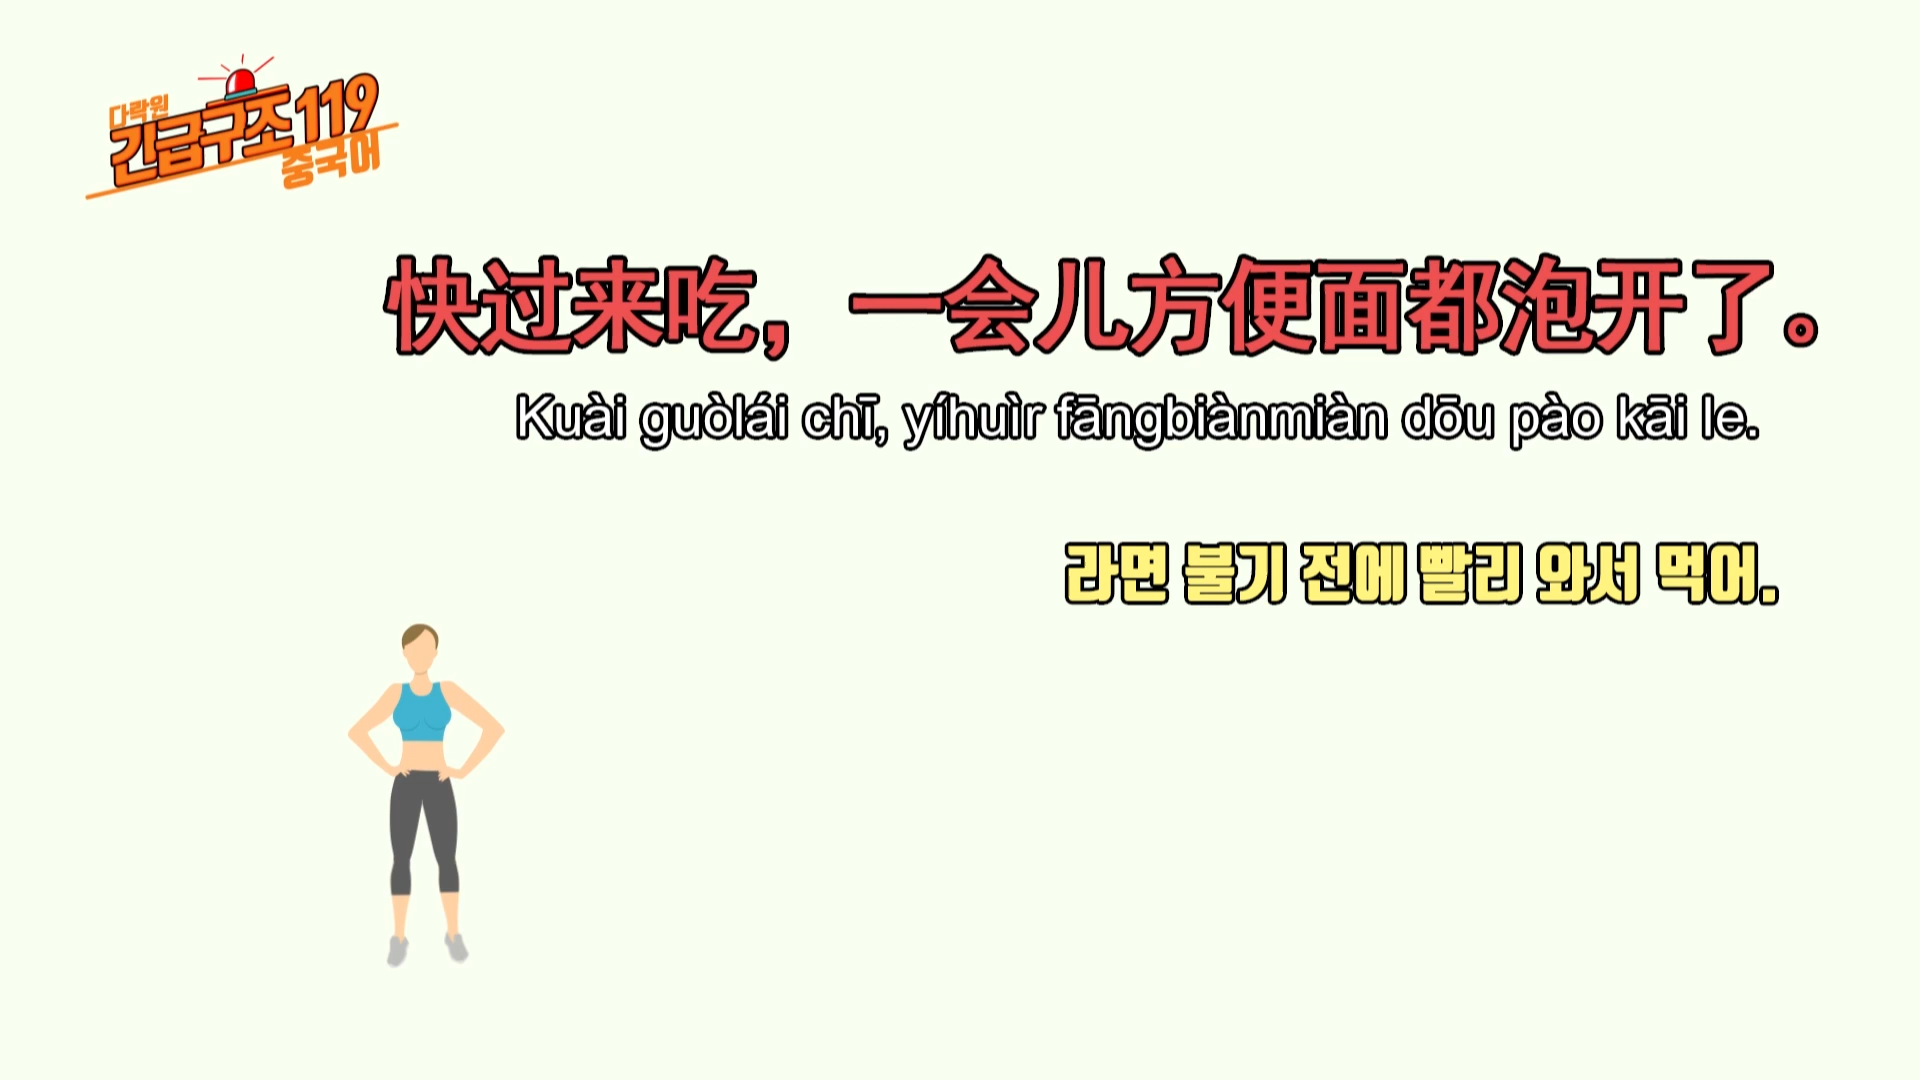 다락원
긴급구조119
중국어
快过来吃，一会儿方便面都泡开了。
Kuài guòlái chī, yíhuìr fāngbiànmiàn dōu pào kāi le.
라면 불기 전에 빨리 와서 먹어.